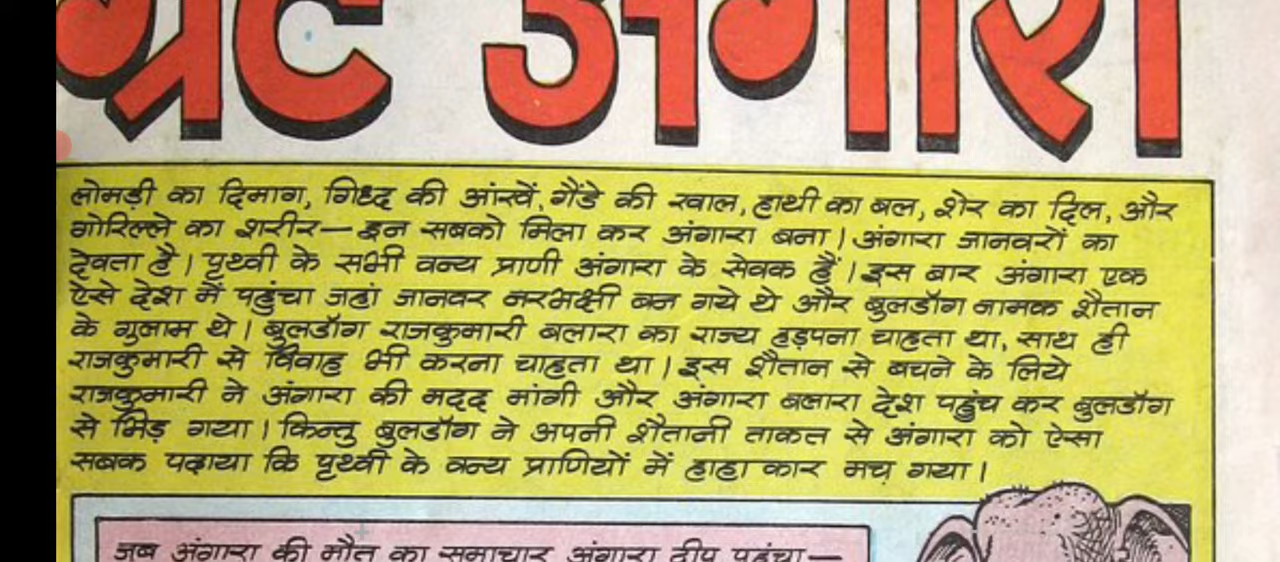 ग्रेट अंगारा
लोमड़ी का दिमाग, गिध्द की आंखें, गैंडे की खाल, हाथी का बल, शेर का दिल, और
गोरिल्ले का शरीर—इन सबको मिला कर अंगारा बना। अंगारा जानवरों का
देवता है। पृथ्वी के सभी वन्य प्राणी अंगारा के सेवक हैं। इस बार अंगारा एक
ऐसे देश में पहुंचा जहां जानवर नरभक्षी बन गये थे और बुलडॉग नामक शैतान
के गुलाम थे। बुलडॉग राजकुमारी बलारा का राज्य हड़पना चाहता था, साथ ही
राजकुमारी से विवाह भी करना चाहता था। इस शैतान से बचने के लिये
राजकुमारी ने अंगारा की मदद मांगी और अंगारा बलारा देश पहुंच कर बुलडॉग
से भिड़ गया। किन्तु बुलडॉग ने अपनी शैतानी ताकत से अंगारा को ऐसा
सबक पढ़ाया कि पृथ्वी के वन्य प्राणियों में हाहा कार मच गया।
जब अंगारा की मौत का समाचार अंगारा द्वीप पहुंचा—